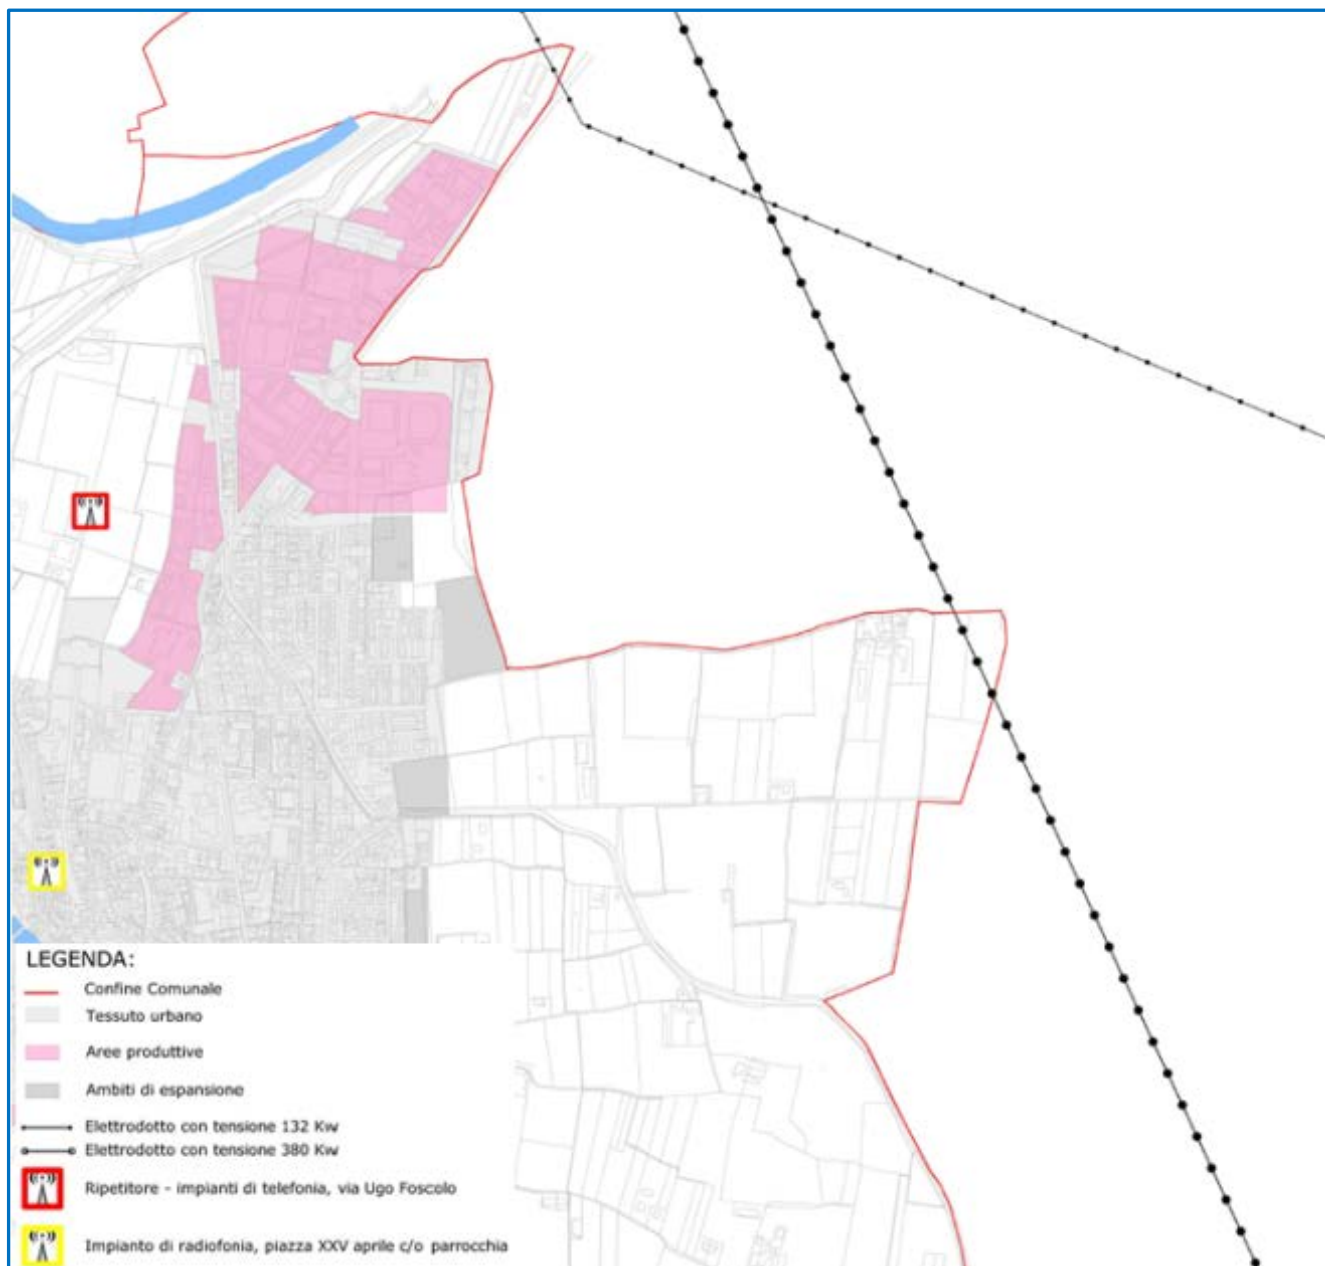 LEGENDA:
Confine Comunale
Tessuto urbano
Aree produttive
Ambiti di espansione
Elettrodotto con tensione 132 Kw
Elettrodotto con tensione 380 Kw
Ripetitore - impianti di telefonia, via Ugo Foscolo
Impianto di radiofonia, piazza XXV aprile c/o parrocchia